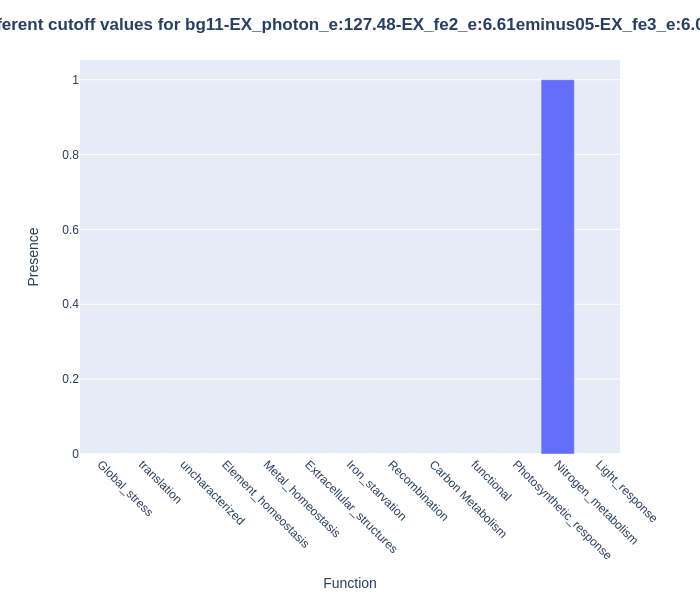 ferent cutoff values for bg11-EX_photon_e:127.48-EX_fe2_e:6.61eminus05-EX_fe3_e:6.0
1
0.8
0.6
0.4
0.2
0
Presence
Global_stress
translation
uncharacterized
Element_homeostasis
Metal_homeostasis
Extracellular_structures
Iron_starvation
Recombination
Carbon Metabolism
functional
Photosynthetic_response
Nitrogen_metabolism
Light_response
Function